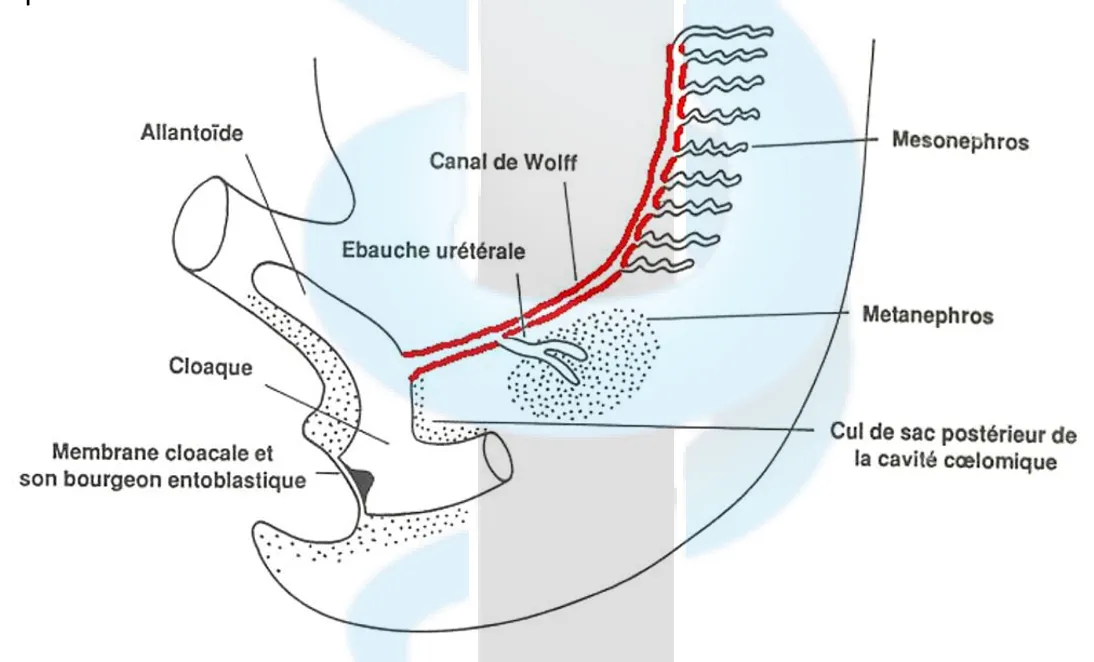 Allantoïde
Canal de Wolff
Mesonephros
Ebauche urétérale
Metanephros
Cloaque
Membrane cloacale et
son bourgeon entoblastique
Cul de sac postérieur de
la cavité cœlomique